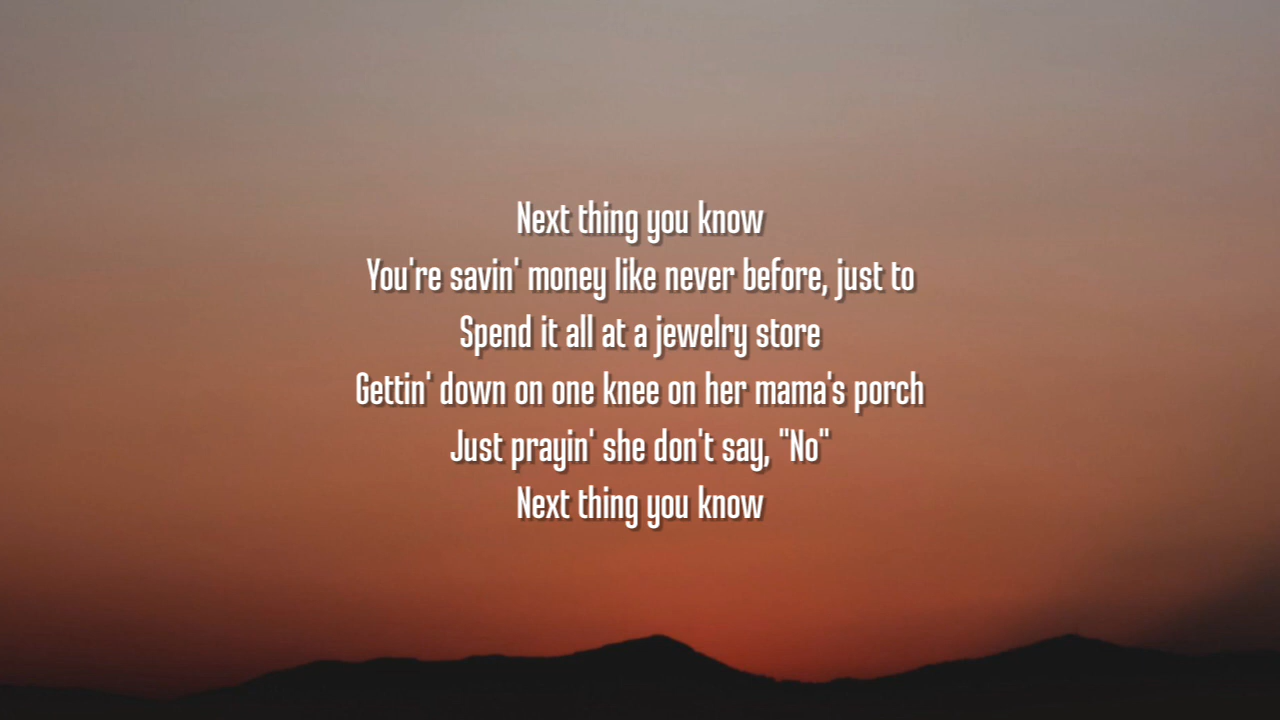 Next thing you know
You're savin' money like never before, just to
Spend it all at a jewelry store
Gettin' down on one knee on her mama's porch
Just prayin' she don't say, "No"
Next thing you know